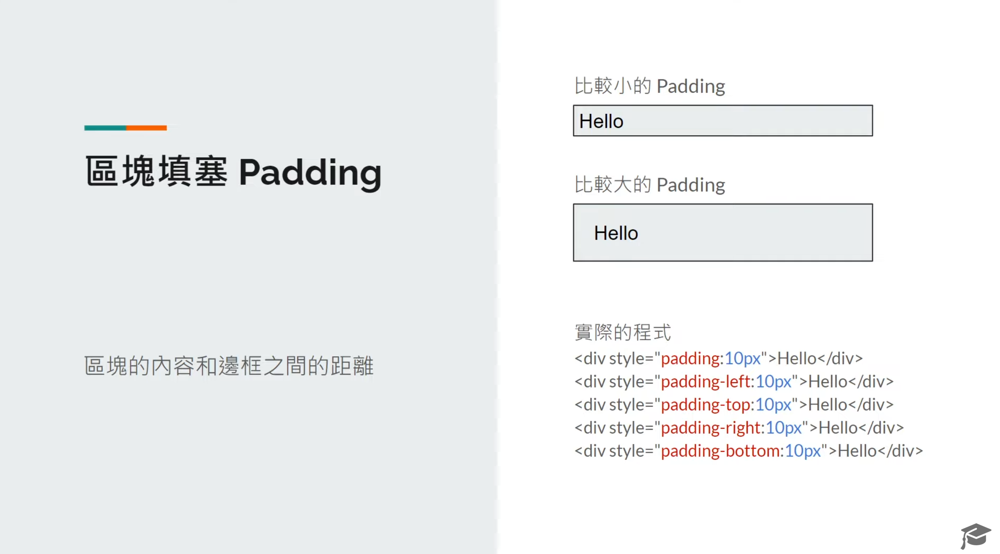 區塊填塞 Padding
區塊的內容和邊框之間的距離
比較小的 Padding
Hello
比較大的 Padding
Hello
實際的程式
<div style="padding:10px">Hello</div>
<div style="padding-left:10px">Hello</div>
<div style="padding-top:10px">Hello</div>
<div style="padding-right:10px">Hello</div>
<div style="padding-bottom:10px">Hello</div>